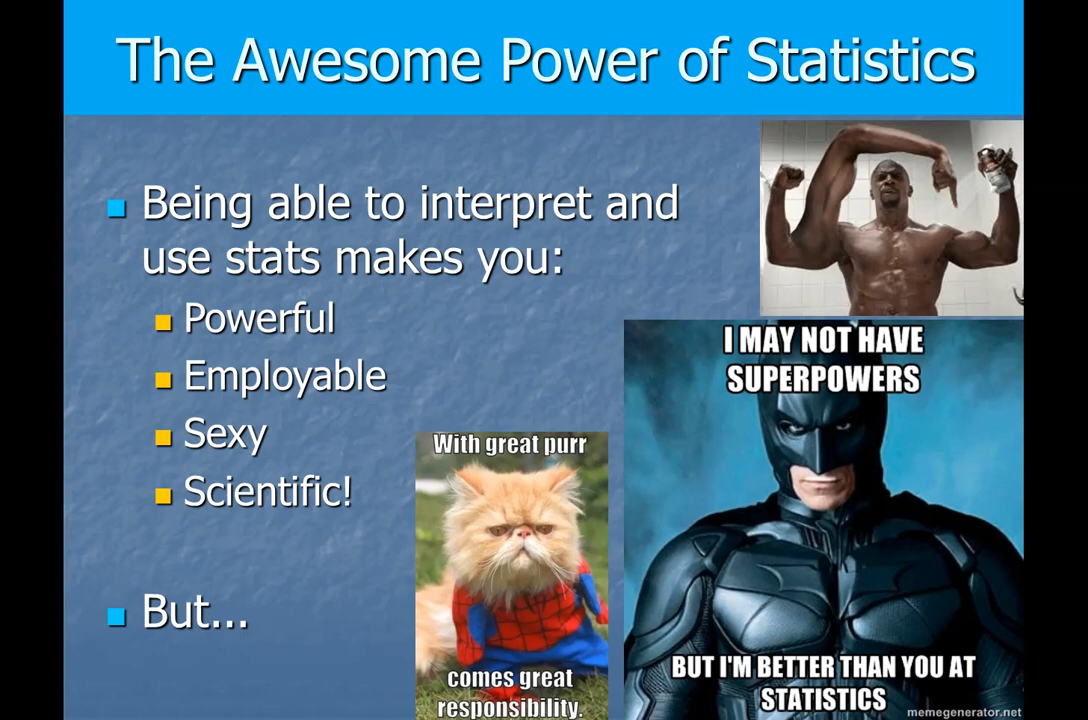 The Awesome Power of Statistics
Being able to interpret and
use stats makes you:
Powerful
Employable
Sexy
Scientific!
But...
With great purr
comes great
responsibility.
I MAY NOT HAVE
SUPERPOWERS
BUT I'M BETTER THAN YOU AT
STATISTICS
memegenerator.net